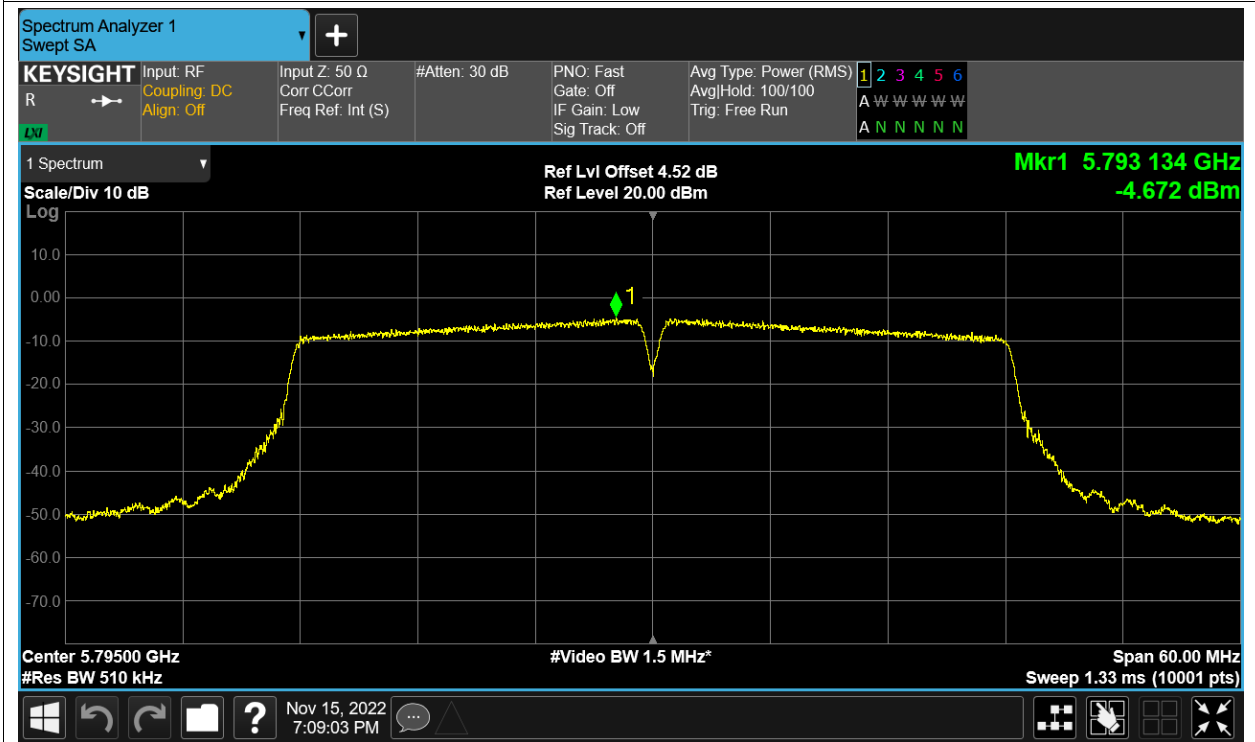 Spectrum Analyzer 1
Swept SA
KEYSIGHT
R
LXI
Input: RF
Coupling: DC
Align: Off
Input Z: 50 Ω
Corr CCorr
Freq Ref: Int (S)
#Atten: 30 dB
PNO: Fast
Gate: Off
IF Gain: Low
Sig Track: Off
Avg Type: Power (RMS)
Avg|Hold: 100/100
Trig: Free Run
1 2 3 4 5 6
A W W W W W
A N N N N N
1 Spectrum
Scale/Div 10 dB
Log
Ref Lvl Offset 4.52 dB
Ref Level 20.00 dBm
Mkr1 5.793 134 GHz
-4.672 dBm
10.0
0.00
1
-10.0
-20.0
-30.0
-40.0
-50.0
-60.0
-70.0
Center 5.79500 GHz
#Res BW 510 kHz
#Video BW 1.5 MHz*
Span 60.00 MHz
Sweep 1.33 ms (10001 pts)
?
Nov 15, 2022
7:09:03 PM